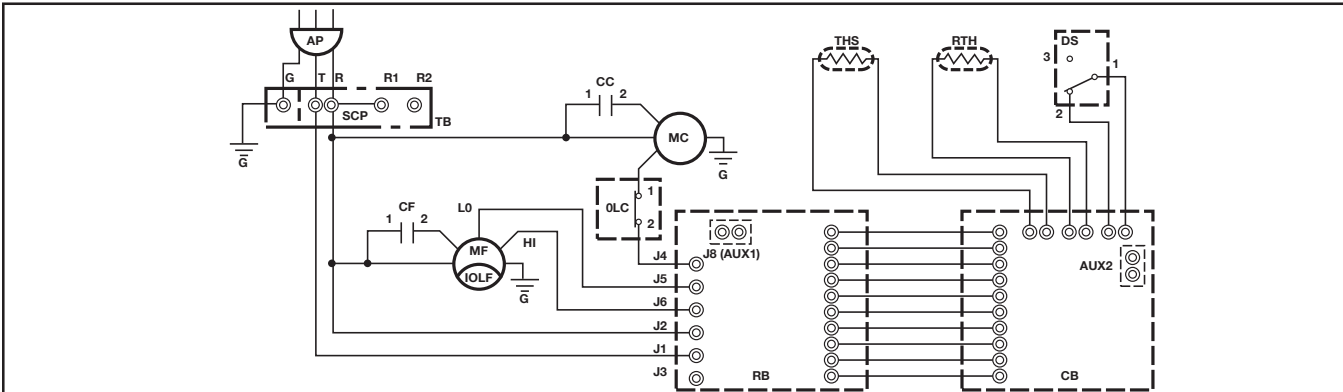 AP
THS
RTH
DS
3
1
2
G
T
R
R1
R2
SCP
TB
G
CC
1
2
MC
G
0LC
1
2
CF
1
2
L0
HI
MF
IOLF
G
J8 (AUX1)
J4
J5
J6
J2
J1
J3
RB
AUX2
CB